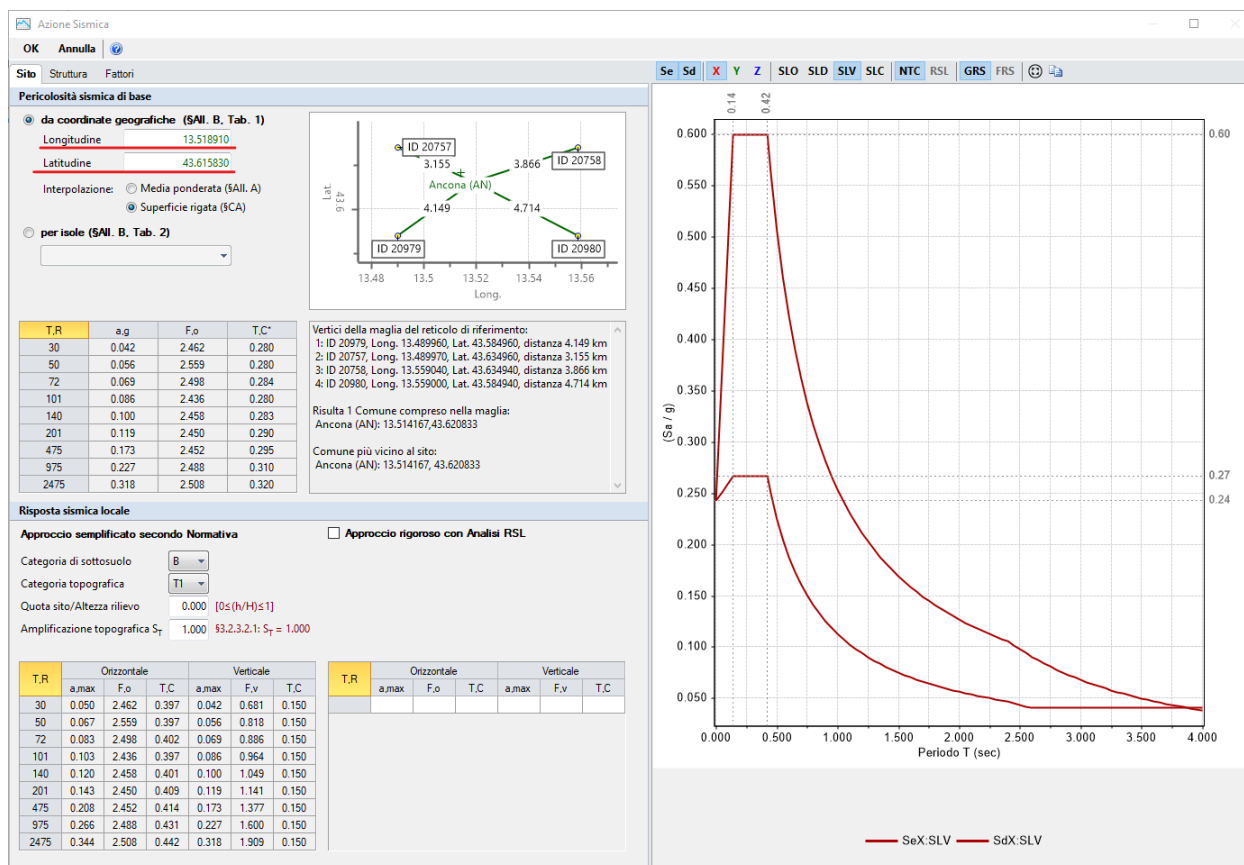 Azione Sismica
OK Annulla
Sito Struttura Fattori
Pericolosità sismica di base
da coordinate geografiche (§All. B, Tab. 1)
Longitudine 13.518910
Latitudine 43.615830
Interpolazione: Media ponderata (§All. A)
Superficie rigata (§CA)
per isole (§All. B, Tab. 2)
ID 20757
ID 20758
3.155 3.866
Ancona (AN)
4.149 4.714
ID 20979 ID 20980
Lat.
43.6
13.48 13.5 13.52 13.54 13.56
Long.
T,R a,g F,o T,C*
30 0.042 2.462 0.280
50 0.056 2.559 0.280
72 0.069 2.498 0.284
101 0.086 2.436 0.280
140 0.100 2.458 0.283
201 0.119 2.450 0.290
475 0.173 2.452 0.295
975 0.227 2.488 0.310
2475 0.318 2.508 0.320
Vertici della maglia del reticolo di riferimento:
1: ID 20979, Long. 13.489960, Lat. 43.584960, distanza 4.149 km
2: ID 20757, Long. 13.489970, Lat. 43.634960, distanza 3.155 km
3: ID 20758, Long. 13.559040, Lat. 43.634940, distanza 3.866 km
4: ID 20980, Long. 13.559000, Lat. 43.584940, distanza 4.714 km
Risulta 1 Comune compreso nella maglia:
Ancona (AN): 13.514167,43.620833
Comune più vicino al sito:
Ancona (AN): 13.514167, 43.620833
Risposta sismica locale
Approccio semplificato secondo Normativa
Approccio rigoroso con Analisi RSL
Categoria di sottosuolo B
Categoria topografica T1
Quota sito/Altezza rilievo 0.000 [0≤(h/H)≤1]
Amplificazione topografica ST 1.000 §3.2.3.2.1: ST = 1.000
T,R Orizzontale Verticale
a,max F,o T,C a,max F,v T,C
30 0.050 2.462 0.397 0.042 0.681 0.150
50 0.067 2.559 0.397 0.056 0.818 0.150
72 0.083 2.498 0.402 0.069 0.886 0.150
101 0.103 2.436 0.397 0.086 0.964 0.150
140 0.120 2.458 0.401 0.100 1.049 0.150
201 0.143 2.450 0.409 0.119 1.141 0.150
475 0.208 2.452 0.414 0.173 1.377 0.150
975 0.266 2.488 0.431 0.227 1.600 0.150
2475 0.344 2.508 0.442 0.318 1.909 0.150
T,R Orizzontale Verticale
a,max F,o T,C a,max F,v T,C
Se Sd X Y Z SLO SLD SLV SLC NTC RSL GRS FRS
0.14 0.42
0.600 0.60
0.550
0.500
0.450
0.400
0.350
0.300
0.27
0.250 0.24
0.200
0.150
0.100
0.050
(Sa / g)
0.000 0.500 1.000 1.500 2.000 2.500 3.000 3.500 4.000
Periodo T (sec)
SeX:SLV SdX:SLV